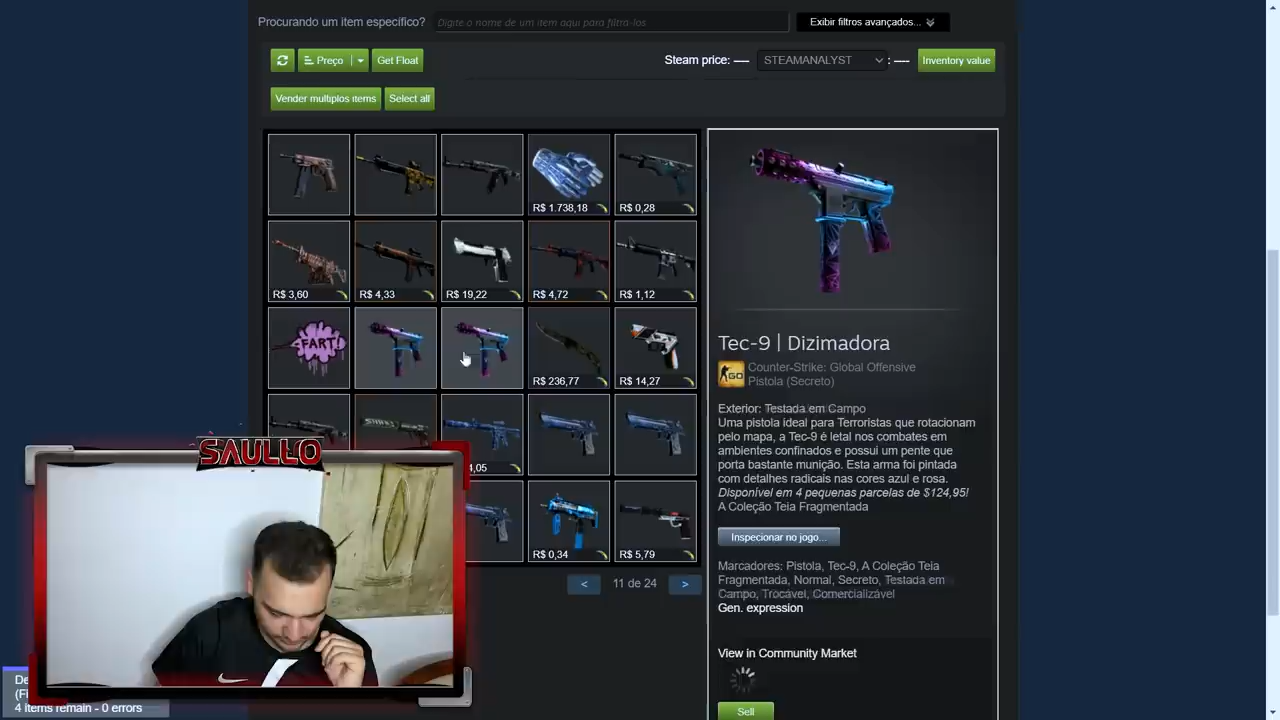 Procurando um item específico?
Digite o nome de um item aqui para filtrá-los
Exibir filtros avançados...
Preço
Get Float
Steam price: —
STEAMANALYST
: —
Inventory value
Vender multiplos items
Select all
R$ 1.738,18
R$ 0,28
R$ 3,60
R$ 4,33
R$ 19,22
R$ 4,72
R$ 1,12
FART!
R$ 236,77
R$ 14,27
4,05
R$ 0,34
R$ 5,79
<
11 de 24
>
Tec-9 | Dizimadora
GO
Counter-Strike: Global Offensive
Pistola (Secreto)
Exterior: Testada em Campo
Uma pistola ideal para Terroristas que rotacionam
pelo mapa, a Tec-9 é letal nos combates em
ambientes confinados e possui um pente que
porta bastante munição. Esta arma foi pintada
com detalhes radicais nas cores azul e rosa.
Disponível em 4 pequenas parcelas de $124,95!
A Coleção Teia Fragmentada
Inspecionar no jogo...
Marcadores: Pistola, Tec-9, A Coleção Teia
Fragmentada, Normal, Secreto, Testada em
Campo, Trocável, Comercializável
Gen. expression
View in Community Market
Sell
SAULLO
De
(Fi
4 items remain - 0 errors